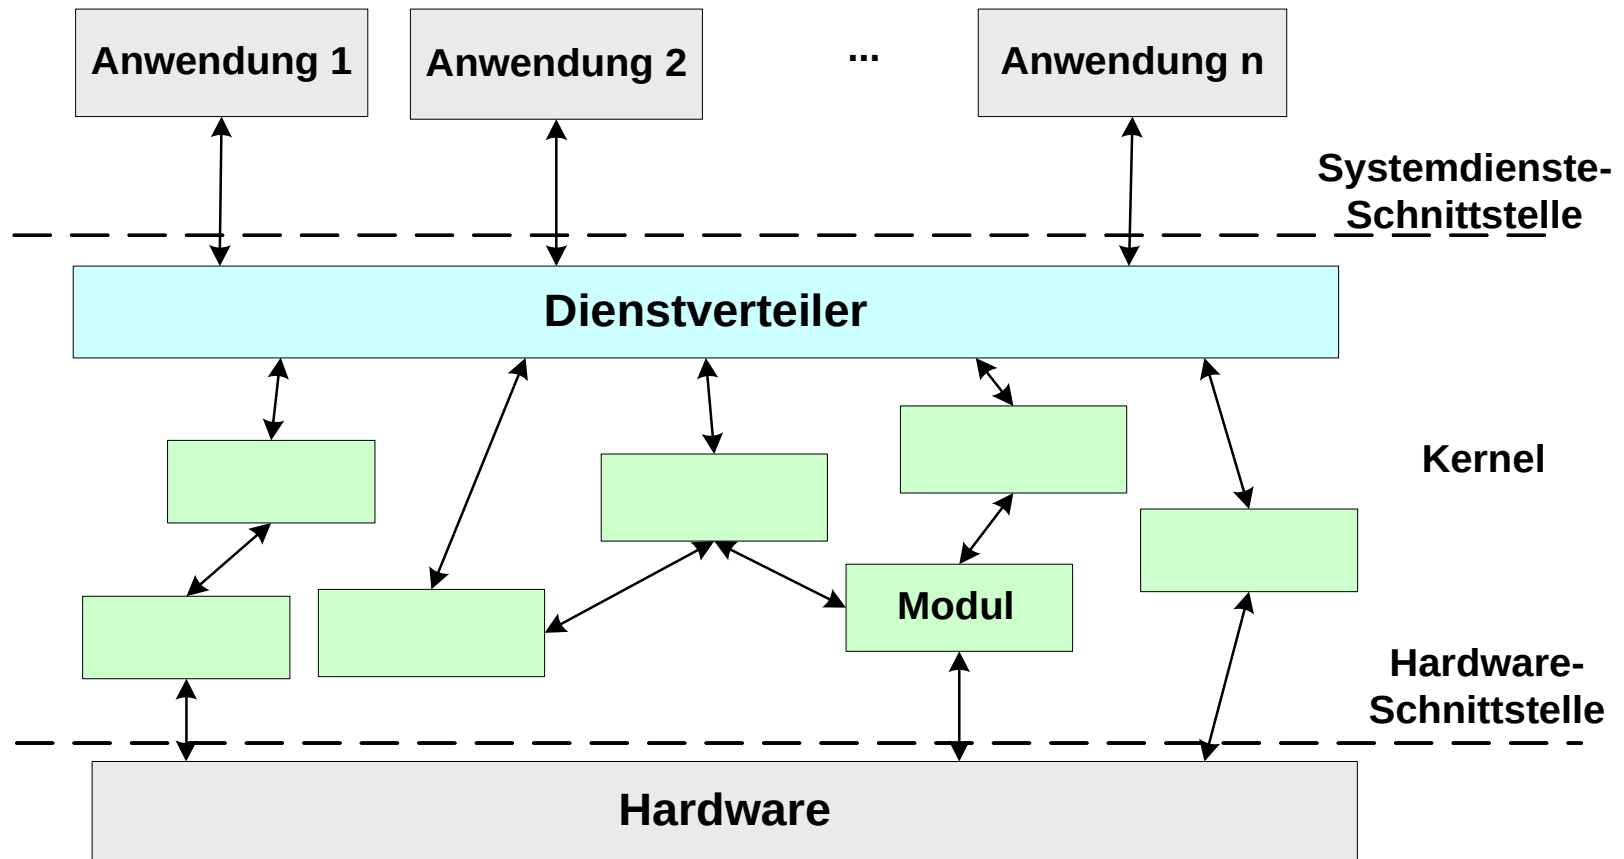 Anwendung 1
Anwendung 2
...
Anwendung n
Systemdienste-
Schnittstelle
Dienstverteiler
Kernel
Modul
Hardware-
Schnittstelle
Hardware